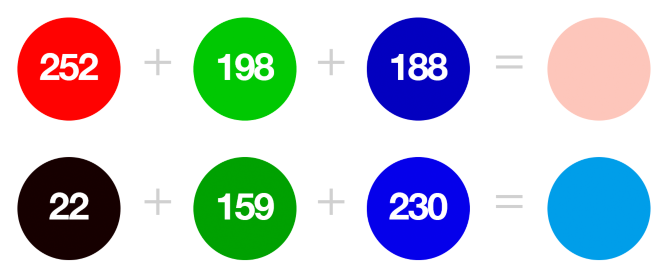 252 + 198 + 188 =
22 + 159 + 230 =